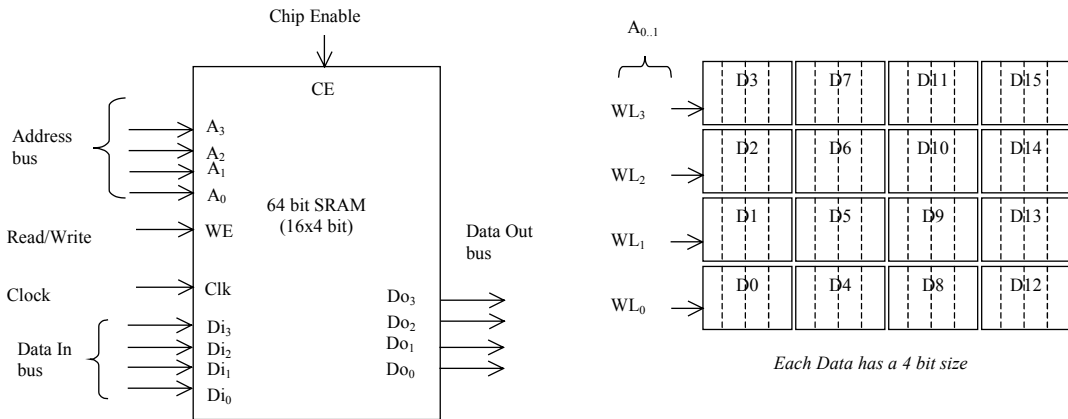 Chip Enable
CE
Address
bus
A₃
A₂
A₁
A₀
Read/Write
WE
64 bit SRAM
(16x4 bit)
Clock
Clk
Data In
bus
Di₃
Di₂
Di₁
Di₀
Data Out
bus
Do₃
Do₂
Do₁
Do₀
A₀..₁
WL₃
D3 D7 D11 D15
WL₂
D2 D6 D10 D14
WL₁
D1 D5 D9 D13
WL₀
D0 D4 D8 D12
Each Data has a 4 bit size